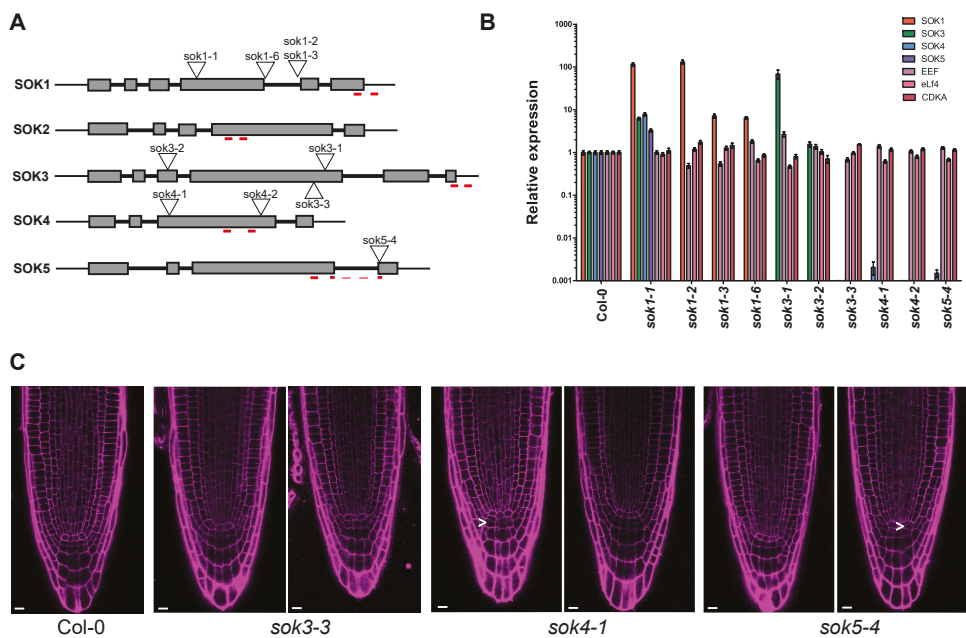 A
sok1-2
sok1-1 sok1-6 sok1-3
SOK1
SOK2
sok3-2 sok3-1
SOK3
sok4-1 sok4-2 sok3-3
SOK4
sok5-4
SOK5
B
Relative expression
1000
100
10
1
0.1
0.01
0.001
SOK1
SOK3
SOK4
SOK5
EEF
eLf4
CDKA
Col-0
sok1-1
sok1-2
sok1-3
sok1-6
sok3-1
sok3-2
sok3-3
sok4-1
sok4-2
sok5-4
C
>
>
Col-0 sok3-3 sok4-1 sok5-4